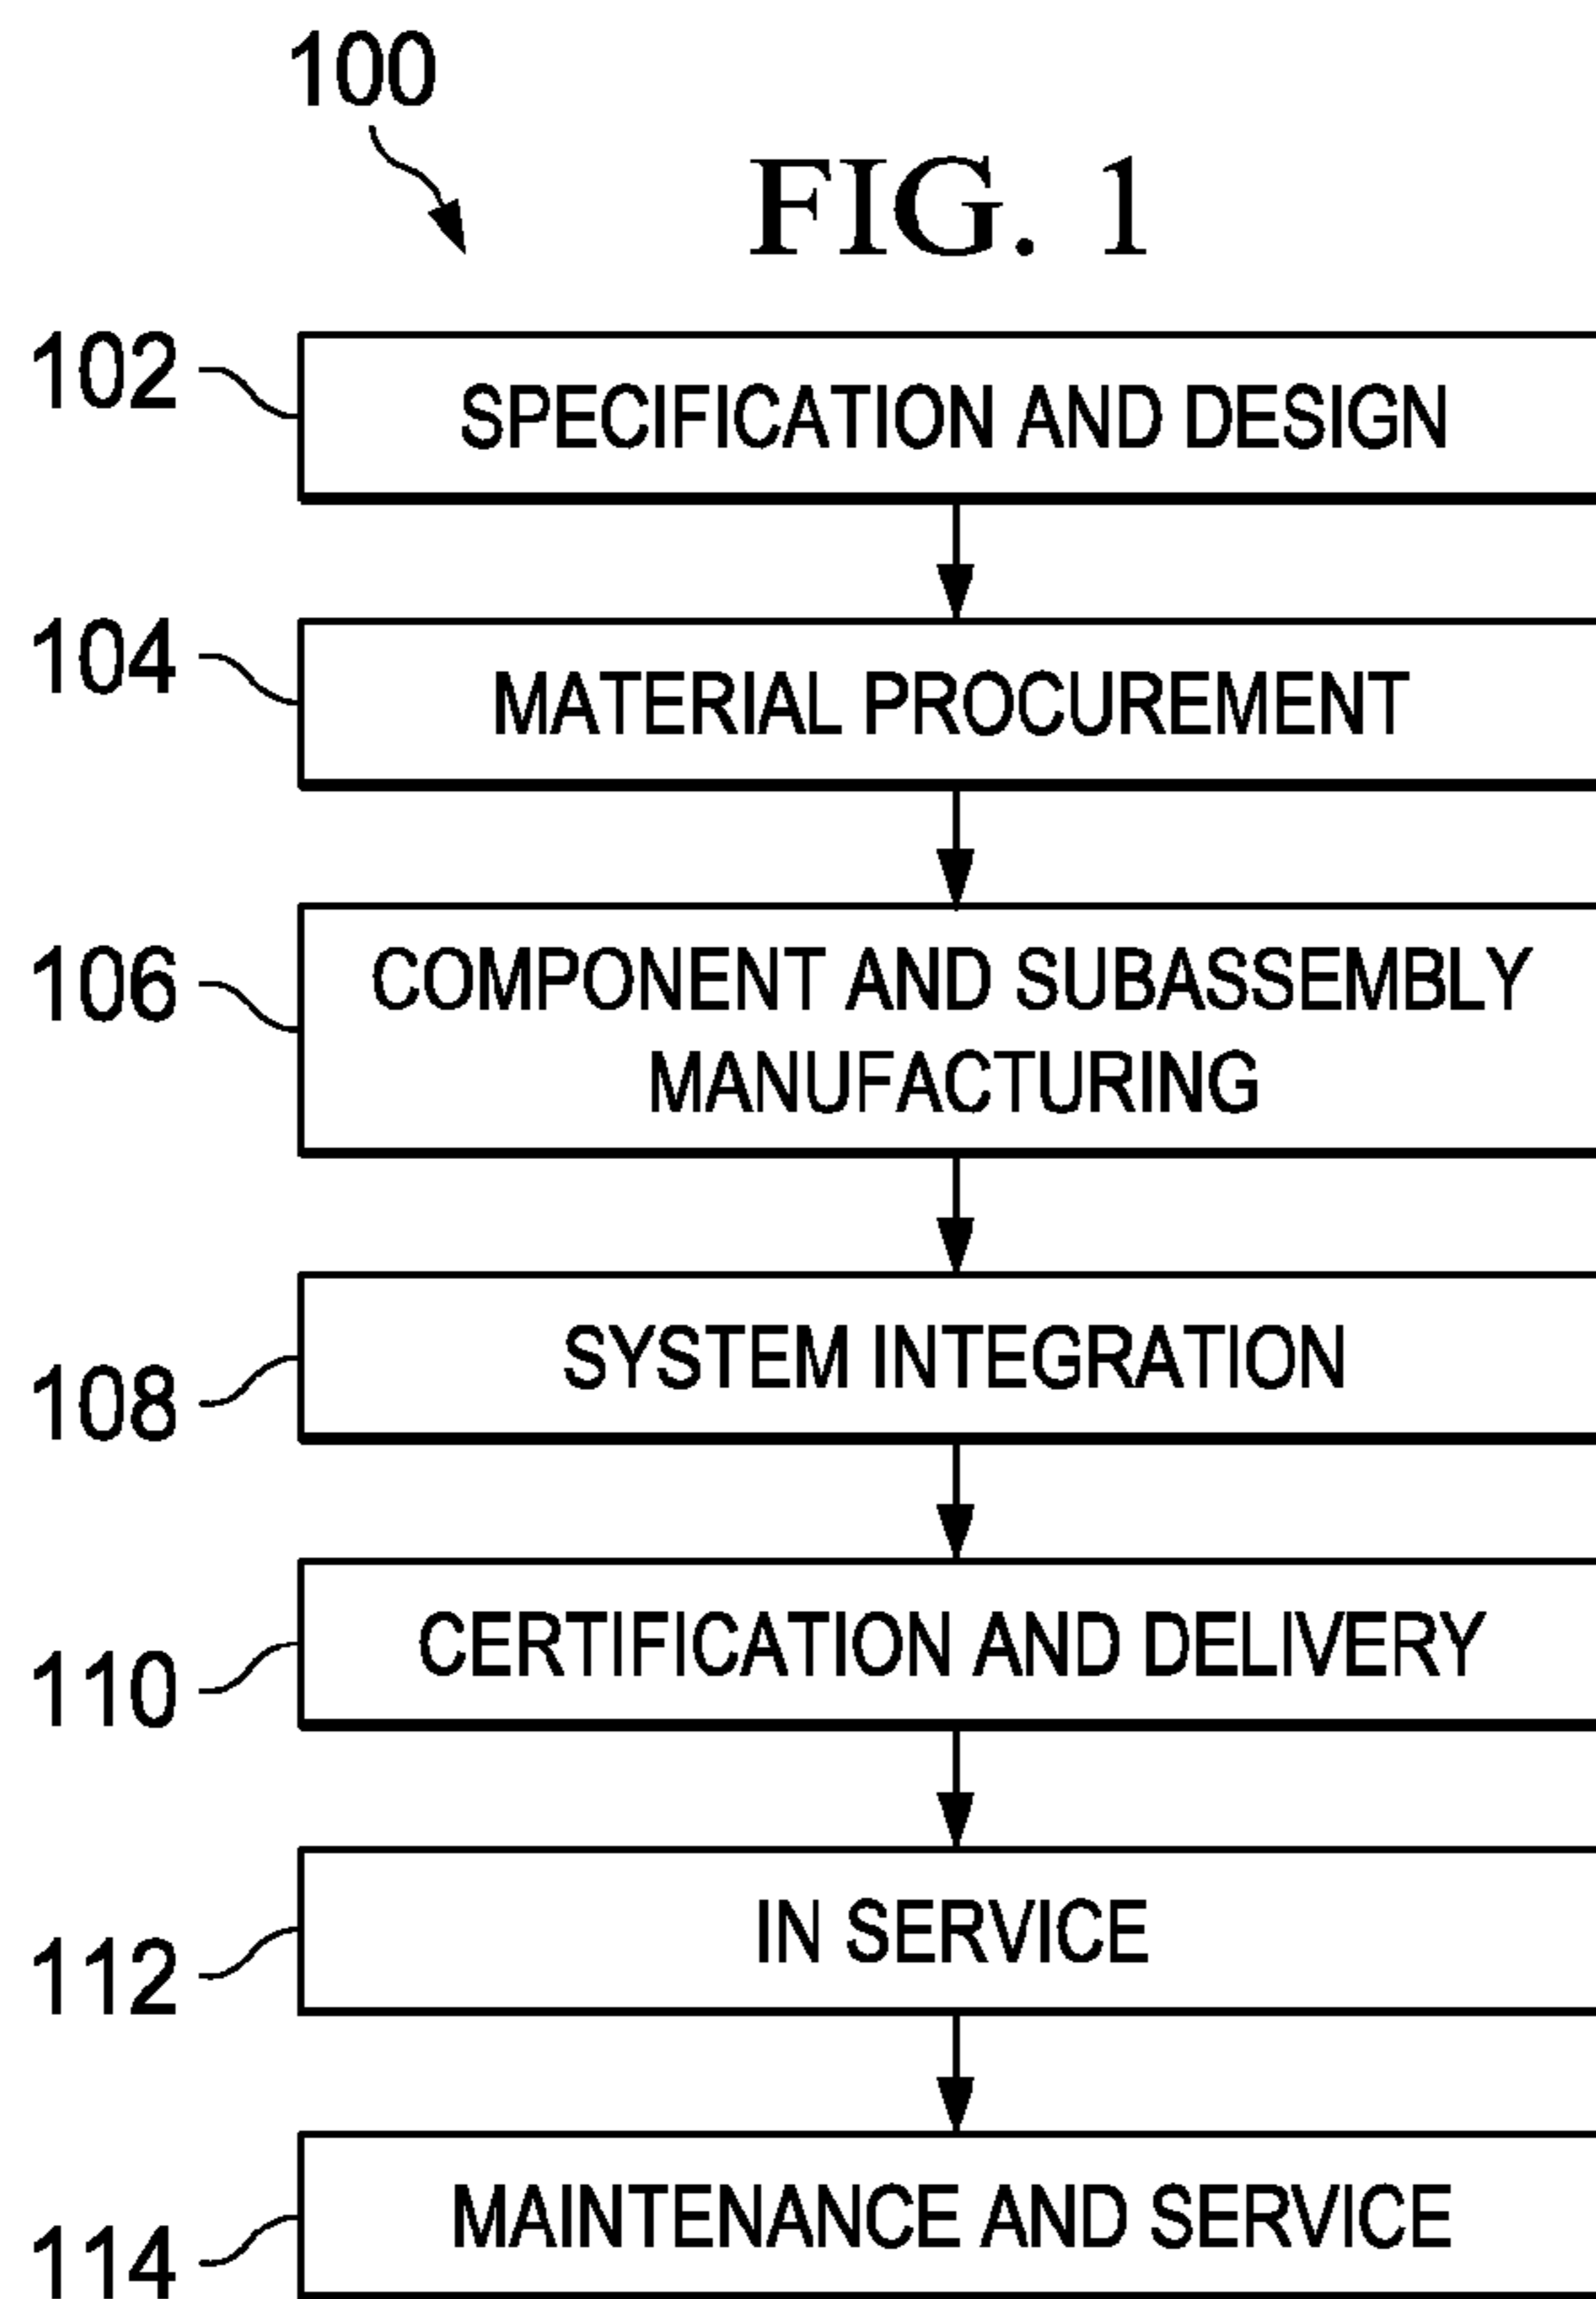 100
FIG. 1
102
SPECIFICATION AND DESIGN
104
MATERIAL PROCUREMENT
106
COMPONENT AND SUBASSEMBLY
MANUFACTURING
108
SYSTEM INTEGRATION
110
CERTIFICATION AND DELIVERY
112
IN SERVICE
114
MAINTENANCE AND SERVICE